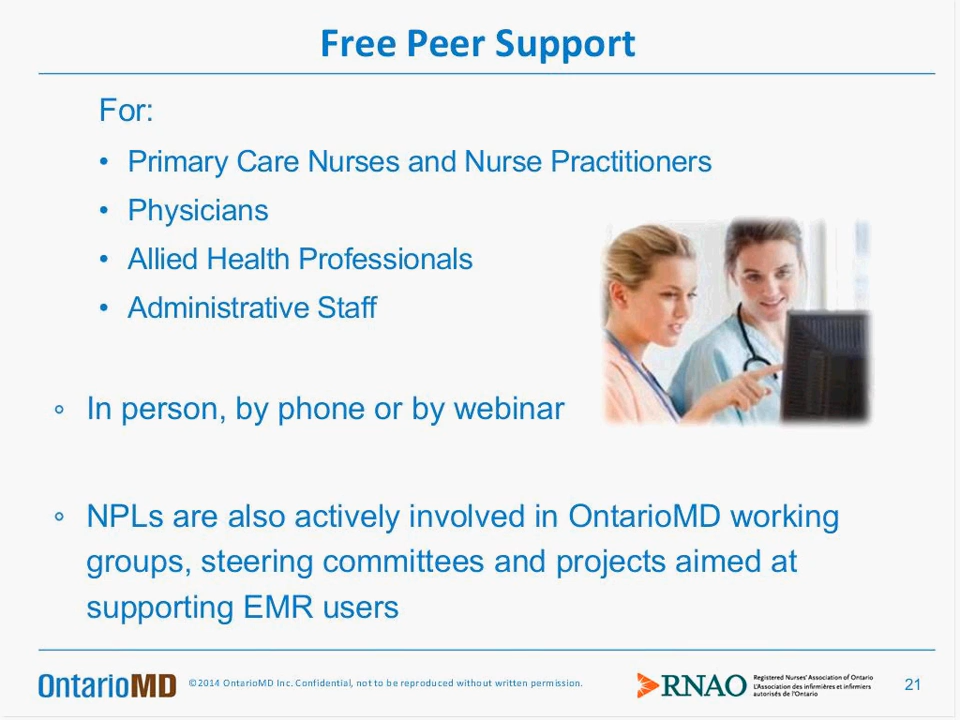 Free Peer Support
For:
• Primary Care Nurses and Nurse Practitioners
• Physicians
• Allied Health Professionals
• Administrative Staff
◦ In person, by phone or by webinar
◦ NPLs are also actively involved in OntarioMD working
groups, steering committees and projects aimed at
supporting EMR users
OntarioMD
©2014 OntarioMD Inc. Confidential, not to be reproduced without written permission.
RNAO
Registered Nurses' Association of Ontario
L'Association des infirmières et infirmiers
autorisés de l'Ontario
21